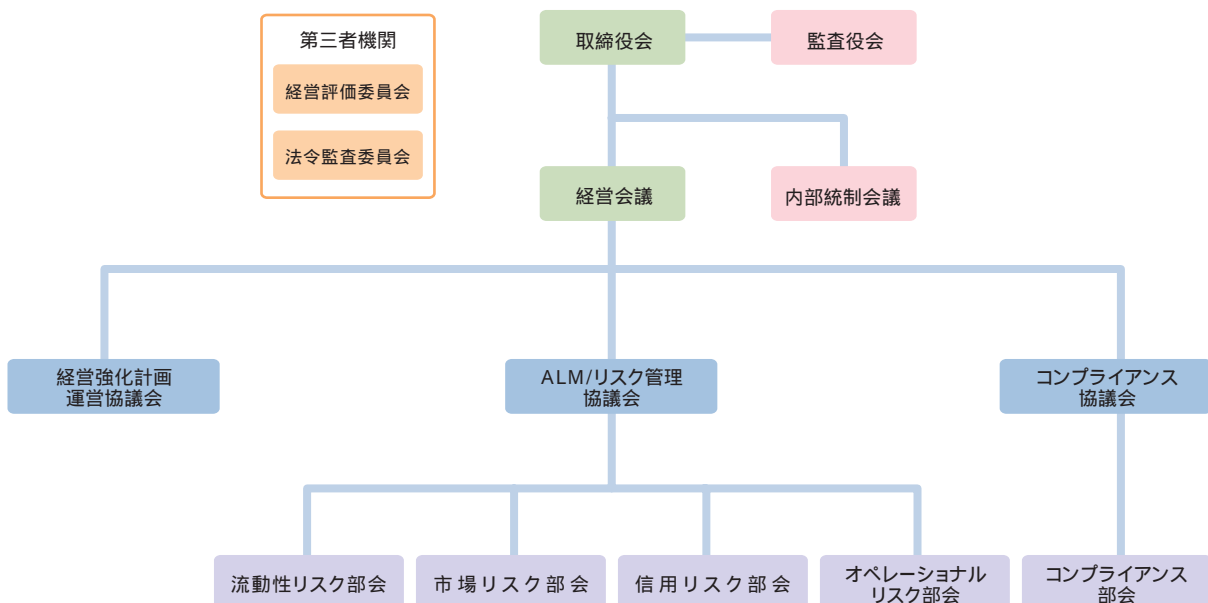 第三者機関
経営評価委員会
法令監査委員会
取締役会
監査役会
経営会議
内部統制会議
経営強化計画
運営協議会
ALM/リスク管理
協議会
コンプライアンス
協議会
流動性リスク部会
市場リスク部会
信用リスク部会
オペレーショナル
リスク部会
コンプライアンス
部会